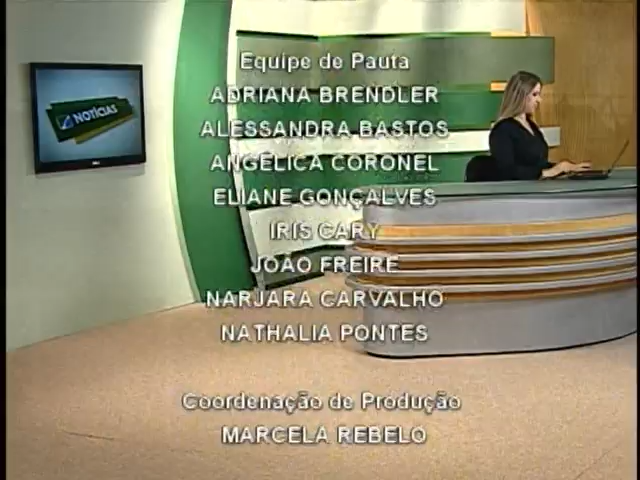 NOTÍCIAS
Equipe de Pauta
ADRIANA BRENDLER
ALESSANDRA BASTOS
ANGÉLICA CORONEL
ELIANE GONÇALVES
IRIS CARY
JOÃO FREIRE
NARJARA CARVALHO
NATHALIA PONTES
Coordenação de Produção
MARCELA REBELO